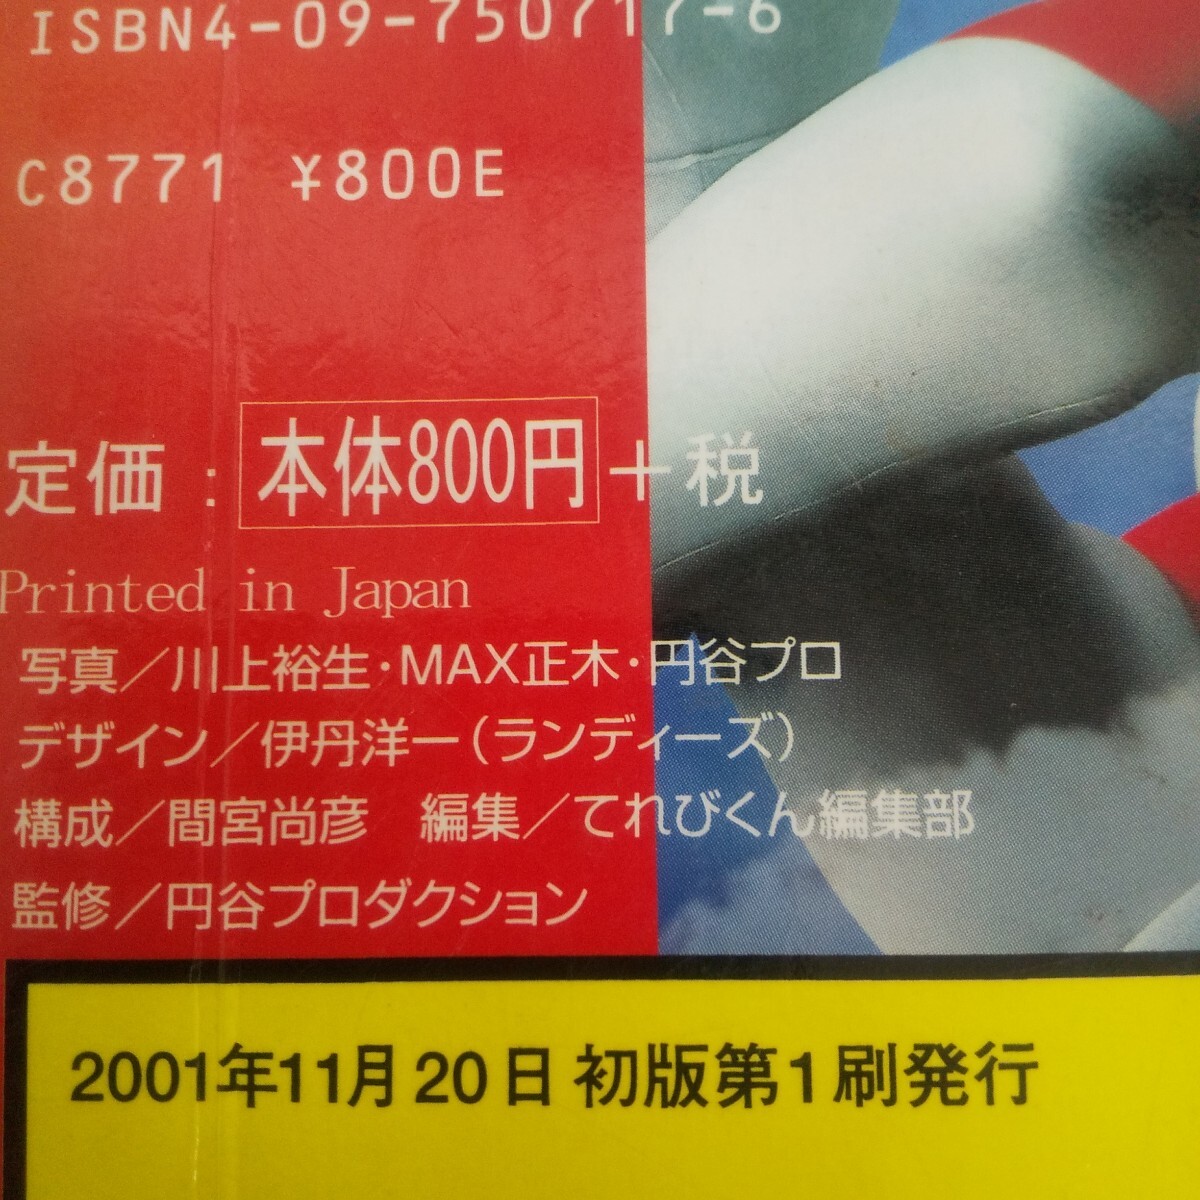 ISBN4-09-750717-6
C8771 ¥800E
定価：本体800円＋税
Printed in Japan
写真／川上裕生・MAX正木・円谷プロ
デザイン／伊丹洋一（ランディーズ）
構成／間宮尚彦　編集／てれびくん編集部
監修／円谷プロダクション
2001年11月20日 初版第1刷発行